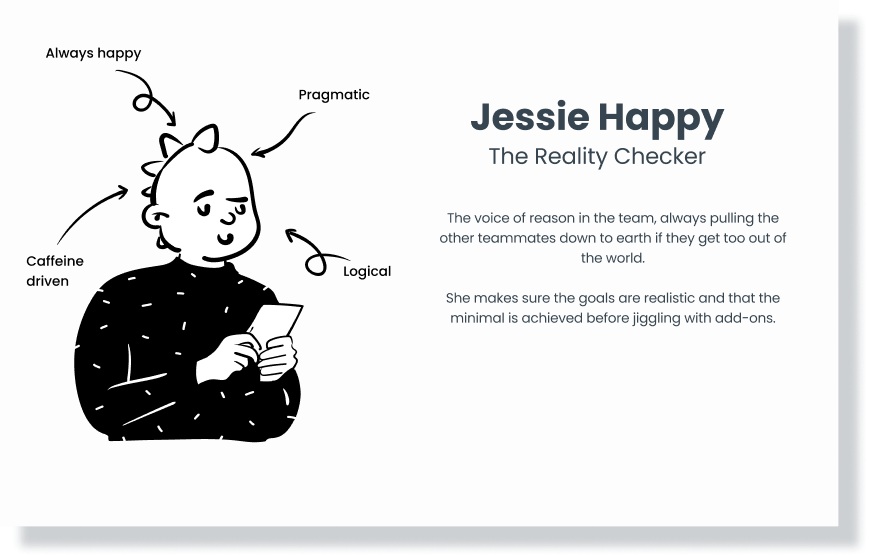 Always happy
Pragmatic
Caffeine
driven
Logical
Jessie Happy
The Reality Checker
The voice of reason in the team, always pulling the
other teammates down to earth if they get too out of
the world.
She makes sure the goals are realistic and that the
minimal is achieved before jiggling with add-ons.